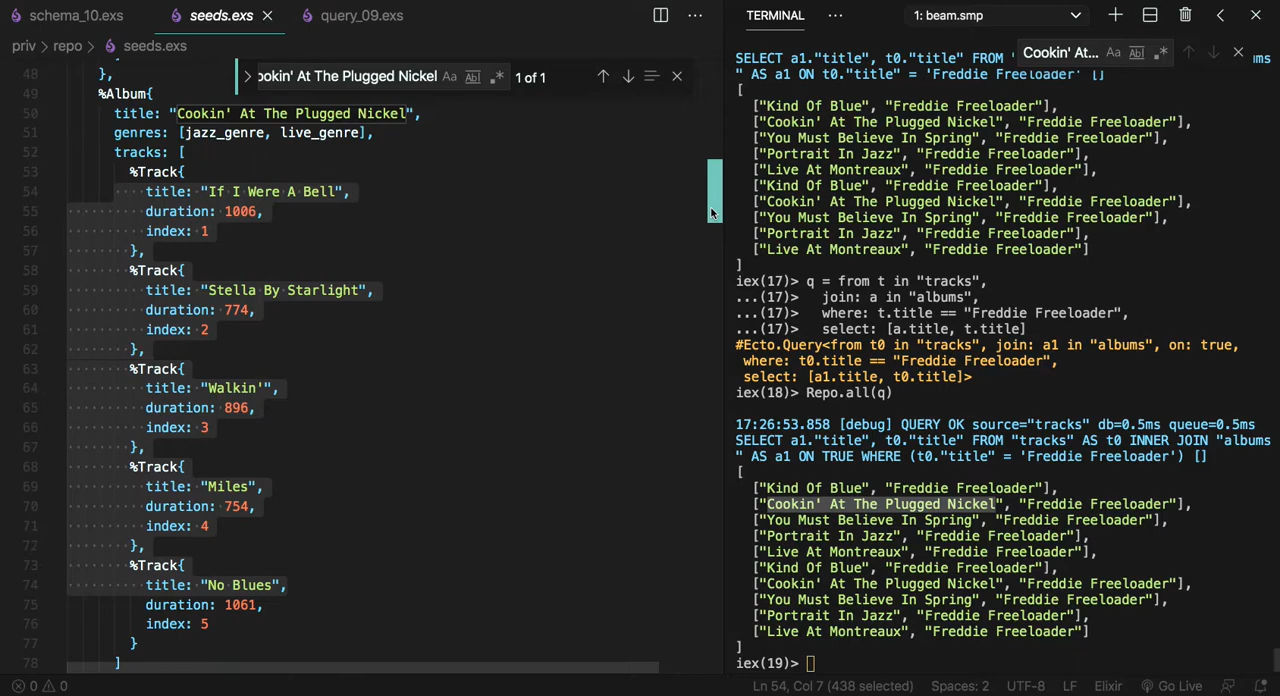 schema_10.exs
seeds.exs
query_09.exs
priv > repo > seeds.exs
ookin' At The Plugged Nickel
Aa
Ab
1 of 1
48 },
49 %Album{
50 title: "Cookin' At The Plugged Nickel",
51 genres: [jazz_genre, live_genre],
52 tracks: [
53 %Track{
54 title: "If I Were A Bell",
55 duration: 1006,
56 index: 1
57 },
58 %Track{
59 title: "Stella By Starlight",
60 duration: 774,
61 index: 2
62 },
63 %Track{
64 title: "Walkin'",
65 duration: 896,
66 index: 3
67 },
68 %Track{
69 title: "Miles",
70 duration: 754,
71 index: 4
72 },
73 %Track{
74 title: "No Blues",
75 duration: 1061,
76 index: 5
77 }
78 ]
TERMINAL
1: beam.smp
Cookin' At...
Aa
Ab
SELECT a1."title", t0."title" FROM ms
" AS a1 ON t0."title" = 'Freddie Freeloader' []
[
["Kind Of Blue", "Freddie Freeloader"],
["Cookin' At The Plugged Nickel", "Freddie Freeloader"],
["You Must Believe In Spring", "Freddie Freeloader"],
["Portrait In Jazz", "Freddie Freeloader"],
["Live At Montreaux", "Freddie Freeloader"],
["Kind Of Blue", "Freddie Freeloader"],
["Cookin' At The Plugged Nickel", "Freddie Freeloader"],
["You Must Believe In Spring", "Freddie Freeloader"],
["Portrait In Jazz", "Freddie Freeloader"],
["Live At Montreaux", "Freddie Freeloader"]
]
iex(17)> q = from t in "tracks",
...(17)> join: a in "albums",
...(17)> where: t.title == "Freddie Freeloader",
...(17)> select: [a.title, t.title]
#Ecto.Query<from t0 in "tracks", join: a1 in "albums", on: true,
where: t0.title == "Freddie Freeloader",
select: [a1.title, t0.title]>
iex(18)> Repo.all(q)
17:26:53.858 [debug] QUERY OK source="tracks" db=0.5ms queue=0.5ms
SELECT a1."title", t0."title" FROM "tracks" AS t0 INNER JOIN "albums
" AS a1 ON TRUE WHERE (t0."title" = 'Freddie Freeloader') []
[
["Kind Of Blue", "Freddie Freeloader"],
["Cookin' At The Plugged Nickel", "Freddie Freeloader"],
["You Must Believe In Spring", "Freddie Freeloader"],
["Portrait In Jazz", "Freddie Freeloader"],
["Live At Montreaux", "Freddie Freeloader"],
["Kind Of Blue", "Freddie Freeloader"],
["Cookin' At The Plugged Nickel", "Freddie Freeloader"],
["You Must Believe In Spring", "Freddie Freeloader"],
["Portrait In Jazz", "Freddie Freeloader"],
["Live At Montreaux", "Freddie Freeloader"]
]
iex(19)>
0 0
Ln 54, Col 7 (438 selected)
Spaces: 2
UTF-8
LF
Elixir
Go Live